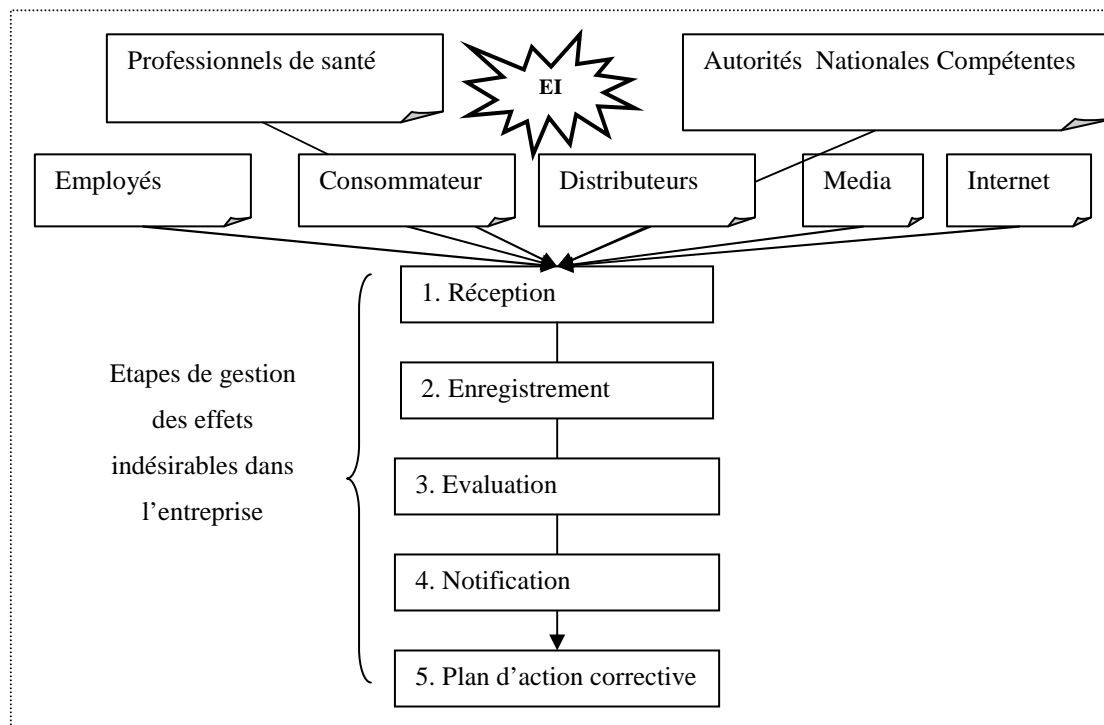 Professionnels de santé
EI
Autorités Nationales Compétentes
Employés
Consommateur
Distributeurs
Media
Internet
1. Réception
2. Enregistrement
3. Evaluation
4. Notification
5. Plan d’action corrective
Etapes de gestion
des effets
indésirables dans
l’entreprise